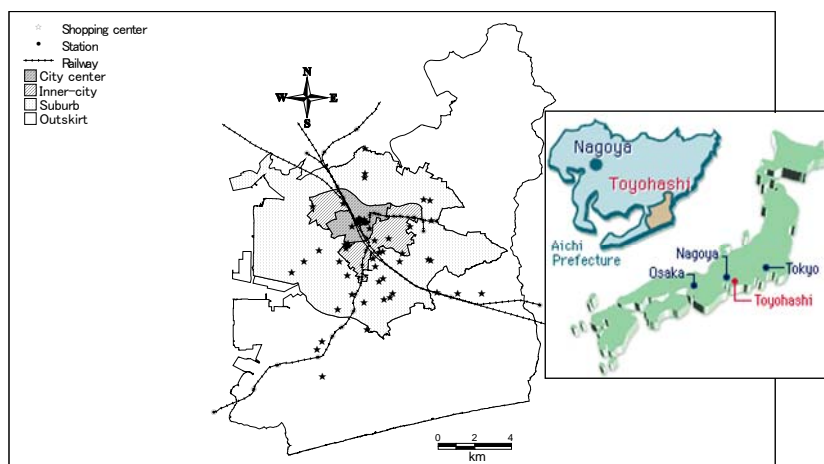 Shopping center
Station
Railway
City center
Inner-city
Suburb
Outskirt
N
W E
S
0 2 4
km
Nagoya
Toyohashi
Aichi
Prefecture
Nagoya
Osaka
Tokyo
Toyohashi